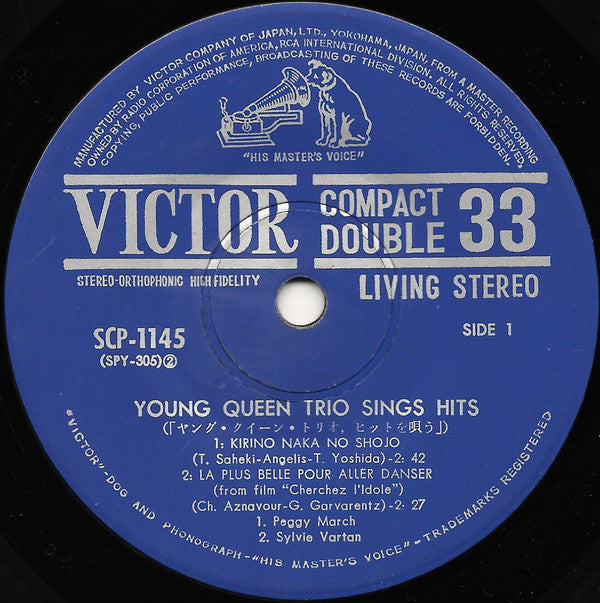 MANUFACTURED BY VICTOR COMPANY OF JAPAN, LTD., YOKOHAMA, JAPAN, FROM A MASTER RECORDING
OWNED BY RADIO CORPORATION OF AMERICA, RCA INTERNATIONAL DIVISION. ALL RIGHTS RESERVED.
COPYING, PUBLIC PERFORMANCE, BROADCASTING OF THESE RECORDS ARE FORBIDDEN.
"HIS MASTER'S VOICE"
VICTOR
COMPACT
DOUBLE
33
STEREO-ORTHOPHONIC HIGH FIDELITY
LIVING STEREO
SCP-1145
(SPY-305)②
SIDE 1
YOUNG QUEEN TRIO SINGS HITS
(「ヤング・クイーン・トリオ、ヒットを唄う」)
1: KIRINO NAKA NO SHOJO
(T. Saheki-Angelis-T. Yoshida)-2: 42
2: LA PLUS BELLE POUR ALLER DANSER
(from film "Cherchez l'Idole")
(Ch. Aznavour-G. Garvarentz)-2: 27
1. Peggy March
2. Sylvie Vartan
"VICTOR"-DOG AND PHONOGRAPH-"HIS MASTER'S VOICE"-TRADEMARKS REGISTERED